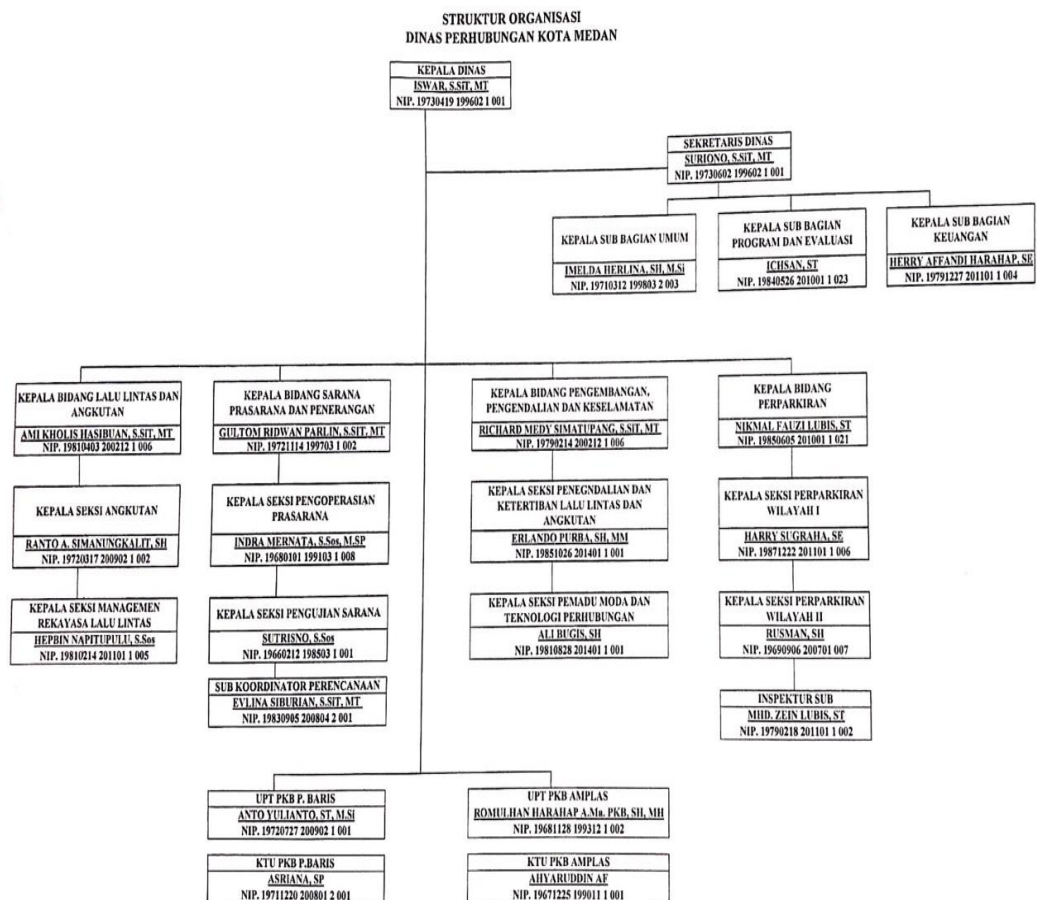 STRUKTUR ORGANISASI
DINAS PERHUBUNGAN KOTA MEDAN
KEPALA DINAS
ISWAR, S.SiT, MT
NIP. 19730419 199602 1 001
SEKRETARIS DINAS
SURIONO, S.SiT, MT
NIP. 19730602 199602 1 001
KEPALA SUB BAGIAN UMUM
IMELDA HERLINA, SH, M.Si
NIP. 19710312 199803 2 003
KEPALA SUB BAGIAN
PROGRAM DAN EVALUASI
ICHSAN, ST
NIP. 19840526 201001 1 023
KEPALA SUB BAGIAN
KEUANGAN
HERRY AFFANDI HARAHAP, SE
NIP. 19791227 201101 1 004
KEPALA BIDANG LALU LINTAS DAN
ANGKUTAN
AMI KHOLIS HASIBUAN, S.SiT, MT
NIP. 19810403 200212 1 006
KEPALA SEKSI ANGKUTAN
RANTO A. SIMANUNGKALIT, SH
NIP. 19720317 200902 1 002
KEPALA SEKSI MANAGEMEN
REKAYASA LALU LINTAS
HEPBIN NAPITUPULU, S.Sos
NIP. 19810214 201101 1 005
KEPALA BIDANG SARANA
PRASARANA DAN PENERANGAN
GULTOM RIDWAN PARLIN, S.SiT, MT
NIP. 19721114 199703 1 002
KEPALA SEKSI PENGOPERASIAN
PRASARANA
INDRA MERNATA, S.Sos, M.SP
NIP. 19680101 199103 1 008
KEPALA SEKSI PENGUJIAN SARANA
SUTRISNO, S.Sos
NIP. 19660212 198503 1 001
SUB KOORDINATOR PERENCANAAN
EVLINA SIBURIAN, S.SiT, MT
NIP. 19830905 200804 2 001
KEPALA BIDANG PENGEMBANGAN,
PENGENDALIAN DAN KESELAMATAN
RICHARD MEDY SIMATUPANG, S.SiT, MT
NIP. 19790214 200212 1 006
KEPALA SEKSI PENEGNDALIAN DAN
KETERTIBAN LALU LINTAS DAN
ANGKUTAN
ERLANDO PURBA, SH, MM
NIP. 19851026 201401 1 001
KEPALA SEKSI PEMADU MODA DAN
TEKNOLOGI PERHUBUNGAN
ALI BUGIS, SH
NIP. 19810828 201401 1 001
KEPALA BIDANG
PERPARKIRAN
NIKMAL FAUZI LUBIS, ST
NIP. 19850605 201001 1 021
KEPALA SEKSI PERPARKIRAN
WILAYAH I
HARRY SUGRAHA, SE
NIP. 19871222 201101 1 006
KEPALA SEKSI PERPARKIRAN
WILAYAH II
RUSMAN, SH
NIP. 19690906 200701 007
INSPEKTUR SUB
MHD. ZEIN LUBIS, ST
NIP. 19790218 201101 1 002
UPT PKB P. BARIS
ANTO YULIANTO, ST, M.Si
NIP. 19720727 200902 1 001
KTU PKB P.BARIS
ASRIANA, SP
NIP. 19711220 200801 2 001
UPT PKB AMPLAS
ROMULHAN HARAHAP A.Ma. PKB, SH, MH
NIP. 19681128 199312 1 002
KTU PKB AMPLAS
AHYARUDDIN AF
NIP. 19671225 199011 1 001